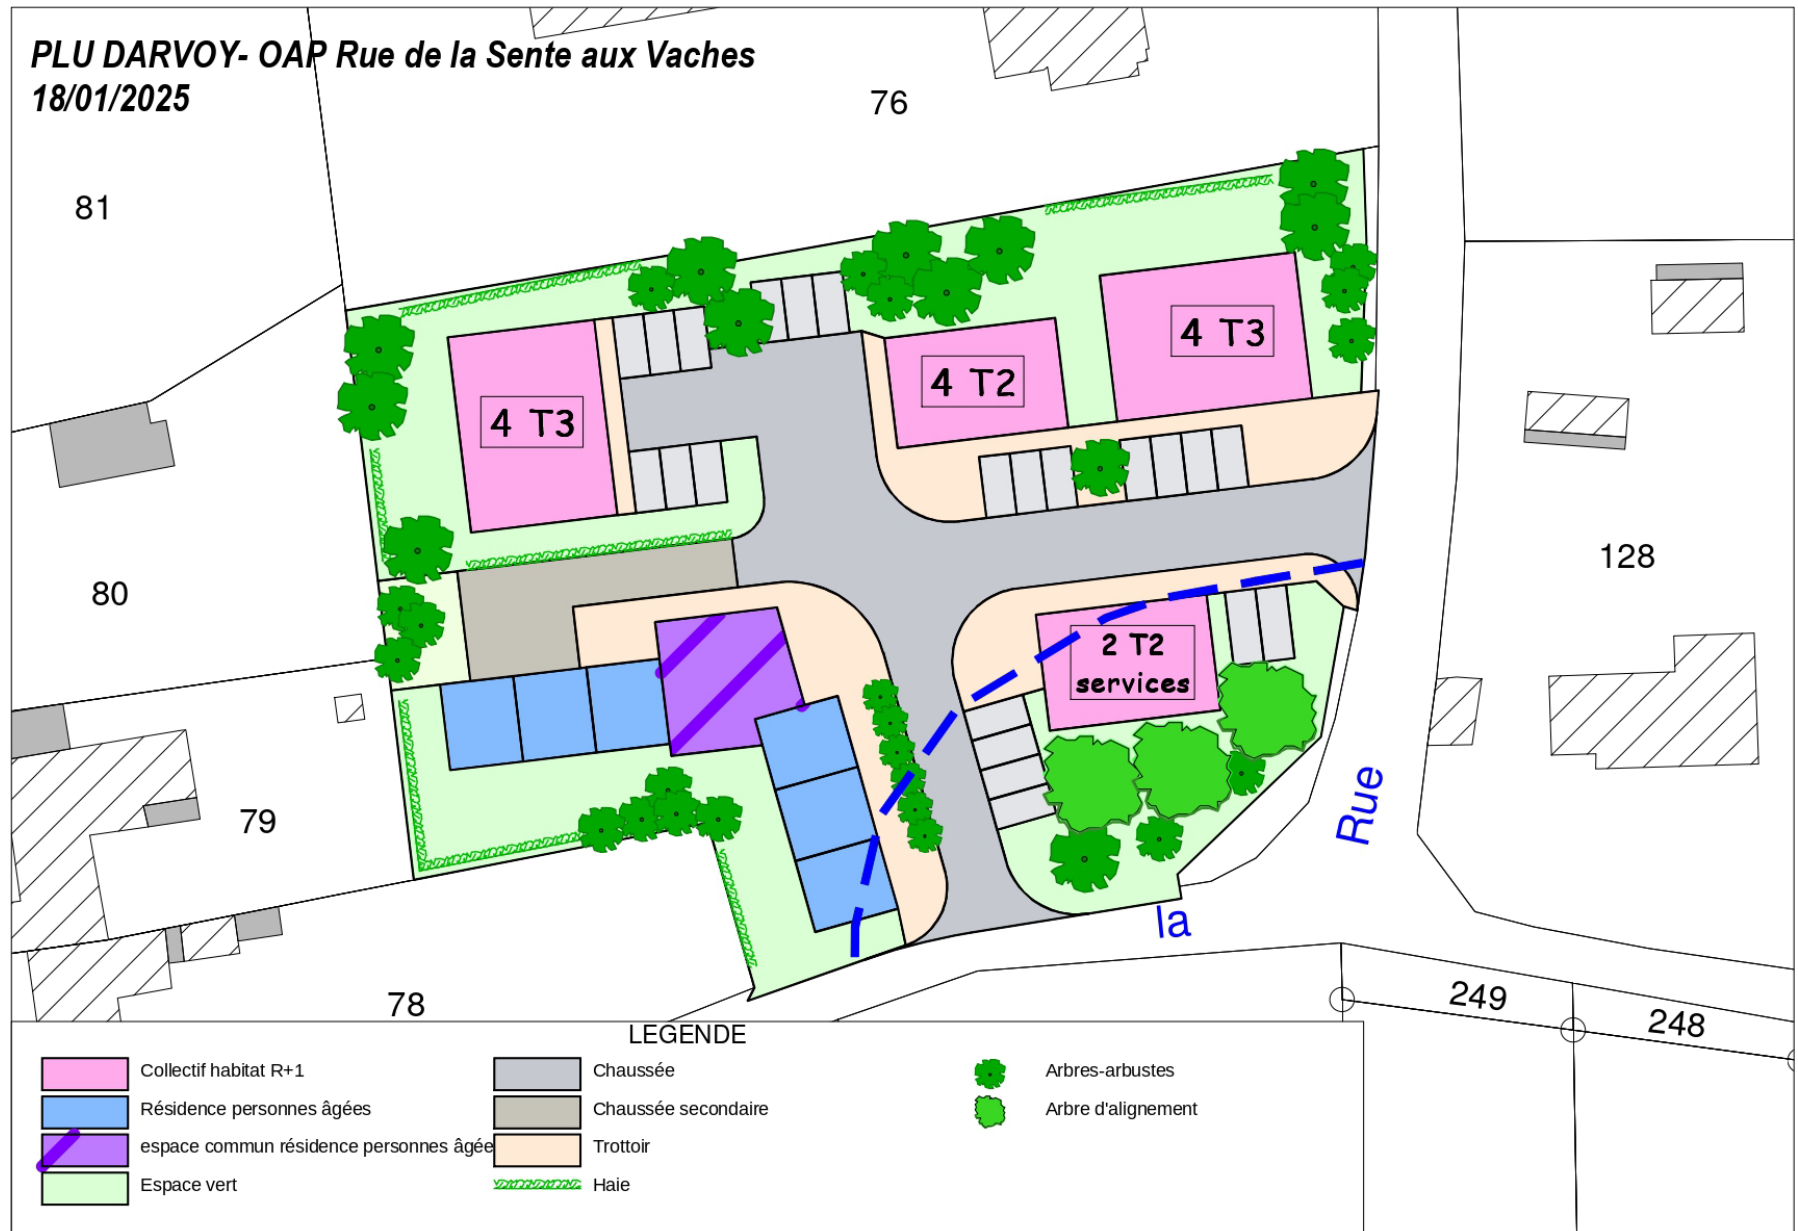 PLU DARVOY- OAP Rue de la Sente aux Vaches
18/01/2025
76
81
4 T3
4 T2
4 T3
128
80
2 T2
services
79
Rue
la
78
249
248
LEGENDE
Collectif habitat R+1
Résidence personnes âgées
espace commun résidence personnes âgée
Espace vert
Chaussée
Chaussée secondaire
Trottoir
Haie
Arbres-arbustes
Arbre d'alignement